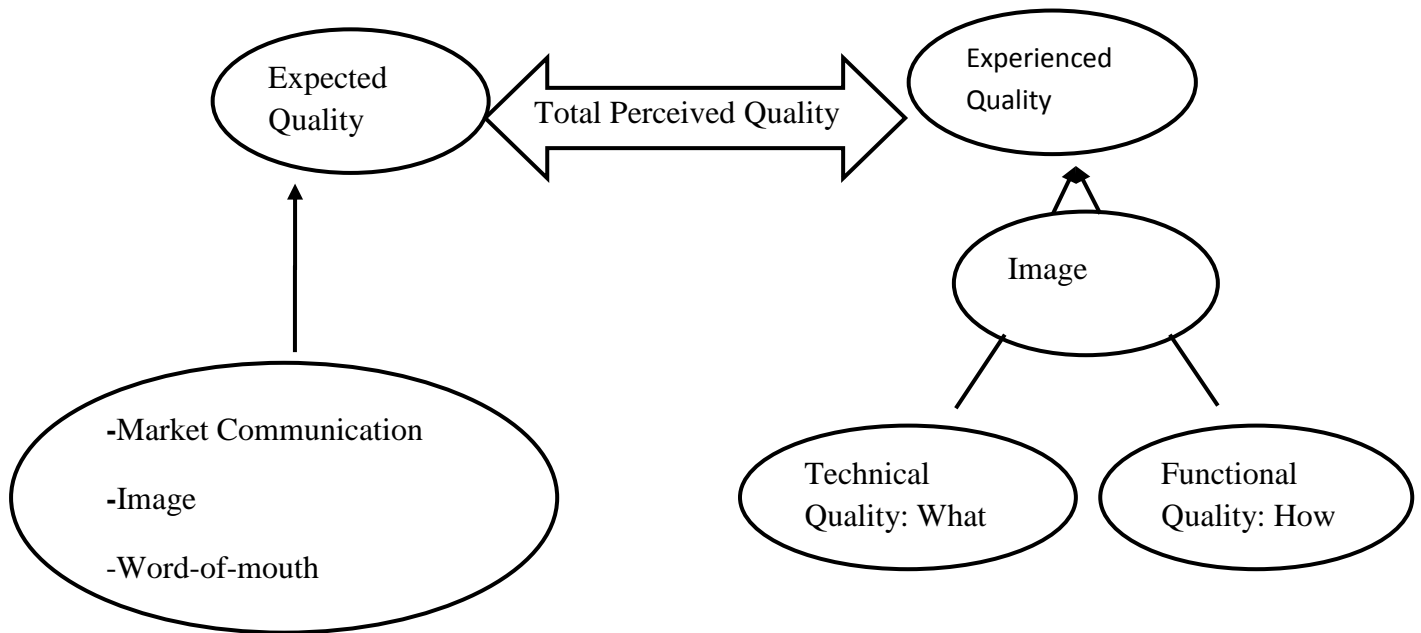 Expected
Quality
Total Perceived Quality
Experienced
Quality
Image
-Market Communication
-Image
-Word-of-mouth
Technical
Quality: What
Functional
Quality: How